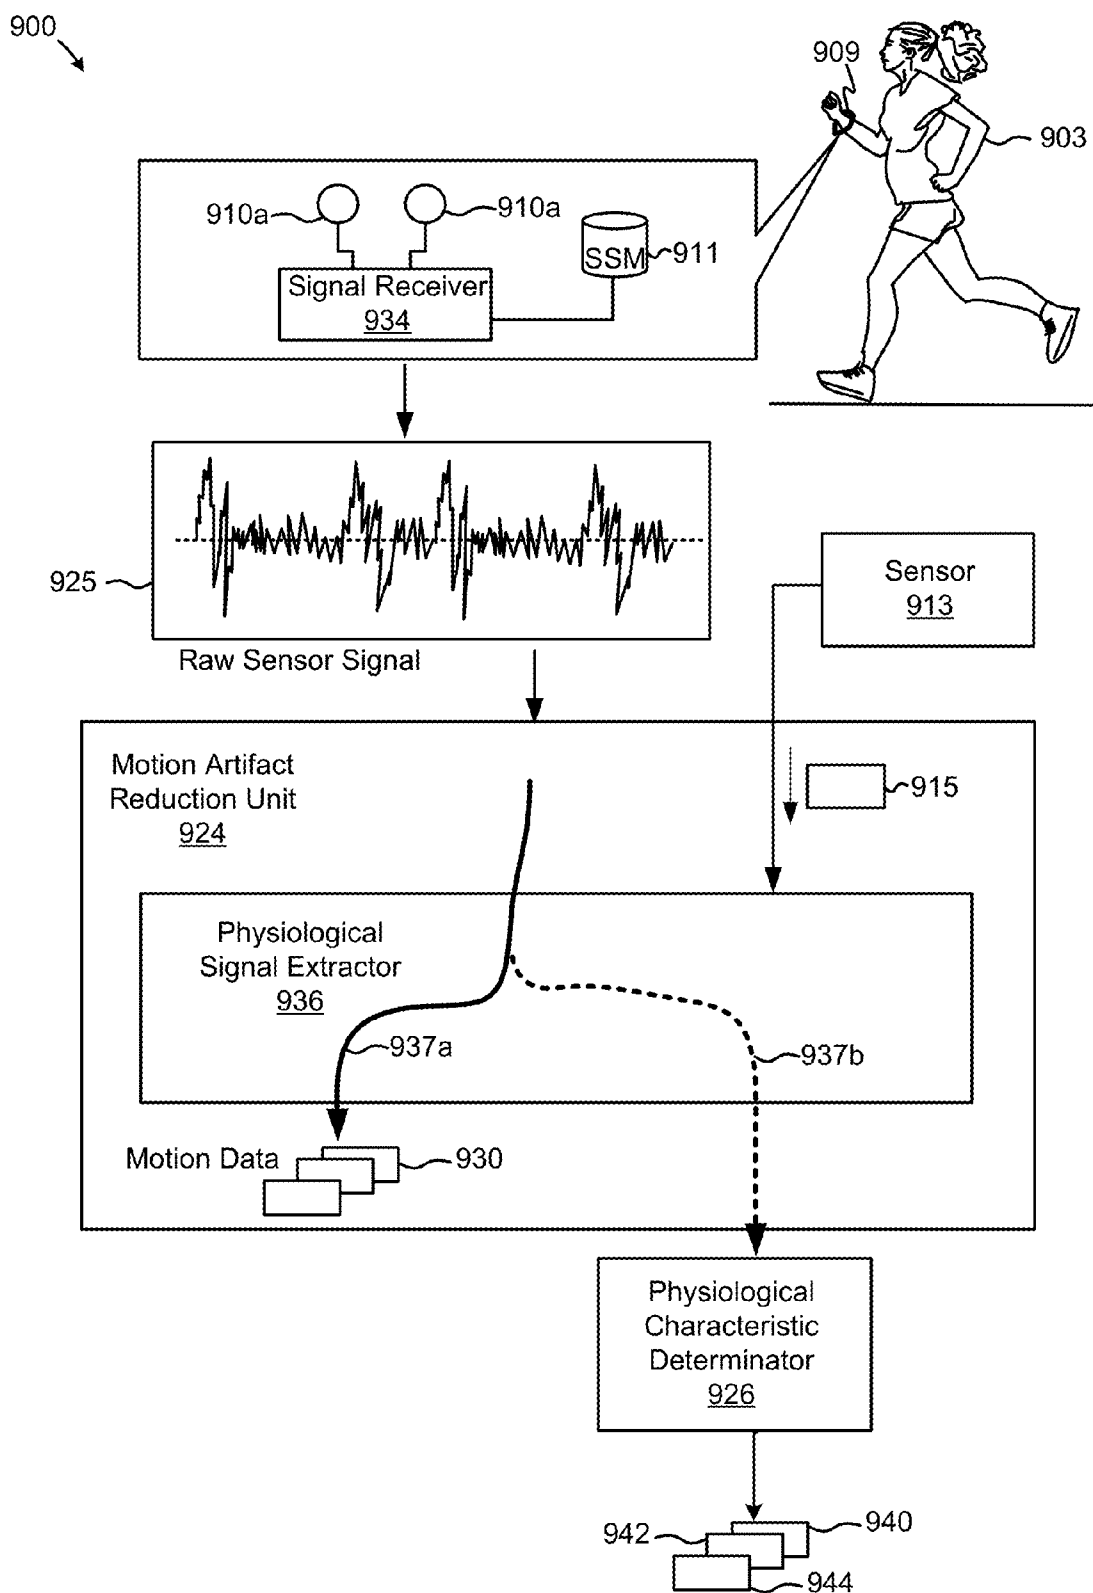 900
909
903
910a
910a
SSM
911
Signal Receiver
934
925
Raw Sensor Signal
Sensor
913
Motion Artifact
Reduction Unit
924
915
Physiological
Signal Extractor
936
937a
937b
Motion Data
930
Physiological
Characteristic
Determinator
926
942
940
944